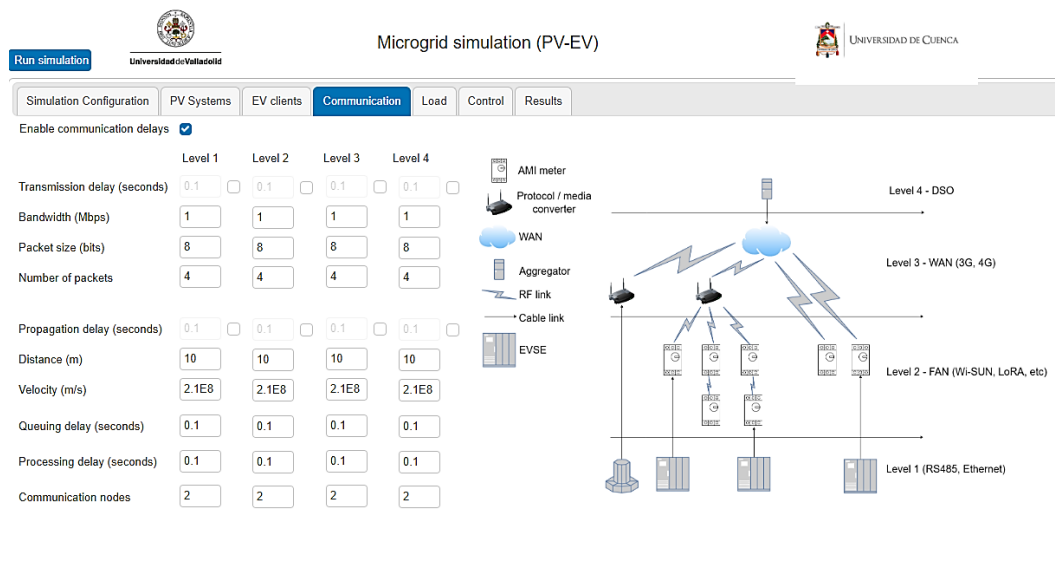 Microgrid simulation (PV-EV)
UNIVERSIDAD DE CUENCA
Run simulation
UniversidaddeValladolid
Simulation Configuration PV Systems EV clients Communication Load Control Results
Enable communication delays
Level 1 Level 2 Level 3 Level 4
Transmission delay (seconds) 0.1 0.1 0.1 0.1
Bandwidth (Mbps) 1 1 1 1
Packet size (bits) 8 8 8 8
Number of packets 4 4 4 4
Propagation delay (seconds) 0.1 0.1 0.1 0.1
Distance (m) 10 10 10 10
Velocity (m/s) 2.1E8 2.1E8 2.1E8 2.1E8
Queuing delay (seconds) 0.1 0.1 0.1 0.1
Processing delay (seconds) 0.1 0.1 0.1 0.1
Communication nodes 2 2 2 2
AMI meter
Protocol / media
converter
WAN
Aggregator
RF link
Cable link
EVSE
Level 4 - DSO
Level 3 - WAN (3G, 4G)
Level 2 - FAN (Wi-SUN, LoRA, etc)
Level 1 (RS485, Ethernet)